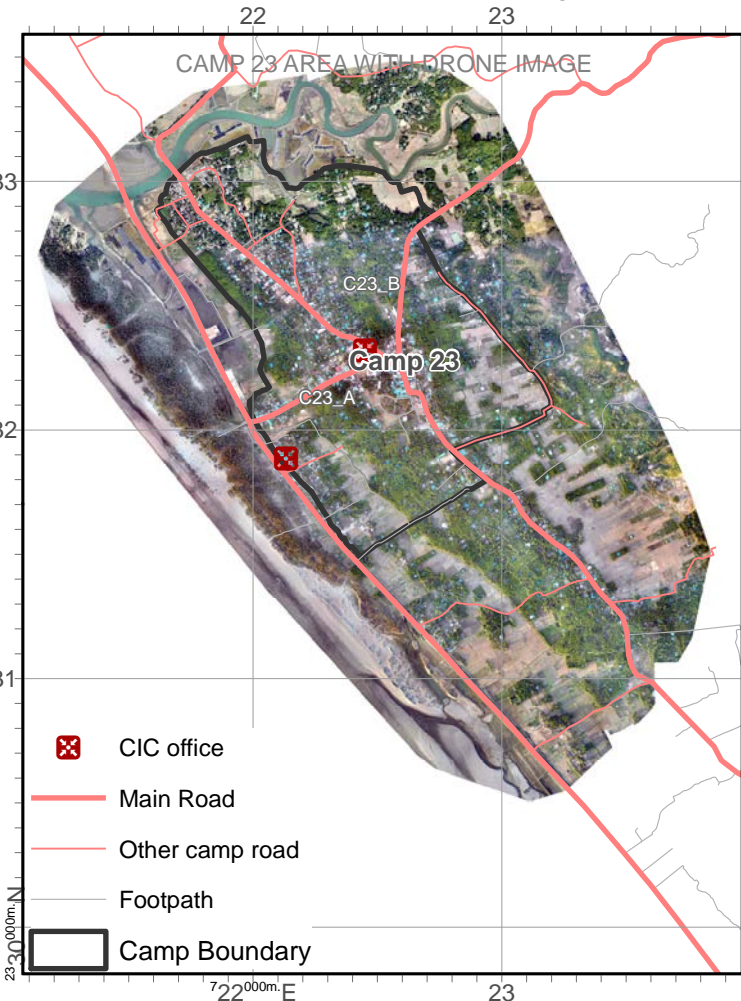 22 23
CAMP 23 AREA WITH DRONE IMAGE
33
C23_B
Camp 23
C23_A
32
31
CIC office
Main Road
Other camp road
Footpath
Camp Boundary
2330000m.N
722000m.E 23